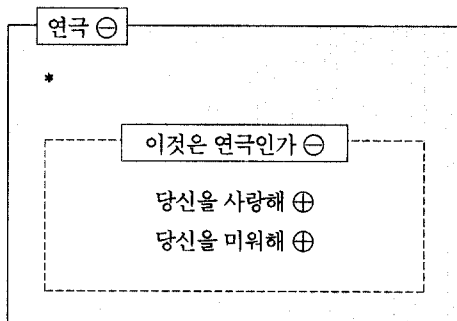 연극 ⊖
*
이것은 연극인가 ⊖
당신을 사랑해 ⊕
당신을 미워해 ⊕